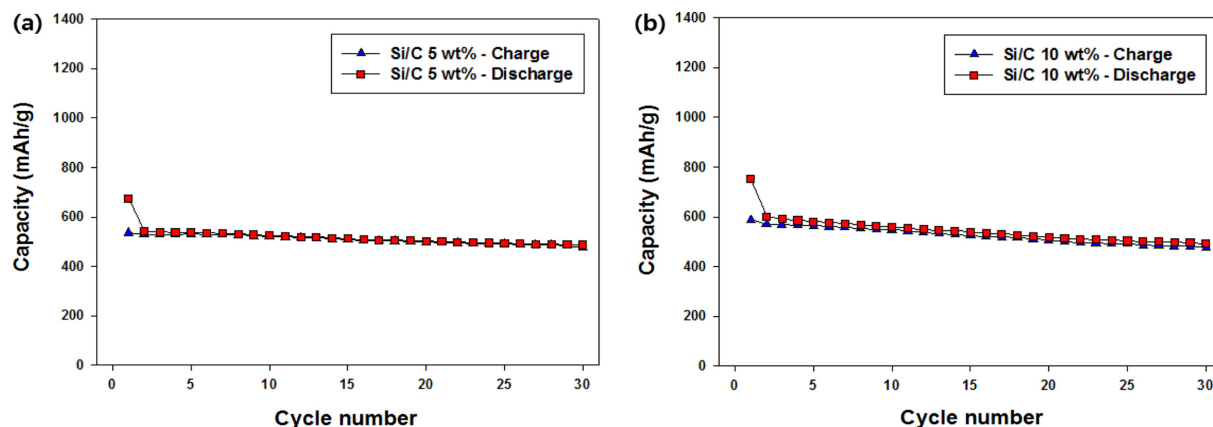 (a)
Si/C 5 wt% - Charge
Si/C 5 wt% - Discharge
Capacity (mAh/g)
1400
1200
1000
800
600
400
200
0
0 5 10 15 20 25 30
Cycle number
(b)
Si/C 10 wt% - Charge
Si/C 10 wt% - Discharge
Capacity (mAh/g)
1400
1200
1000
800
600
400
200
0
0 5 10 15 20 25 30
Cycle number